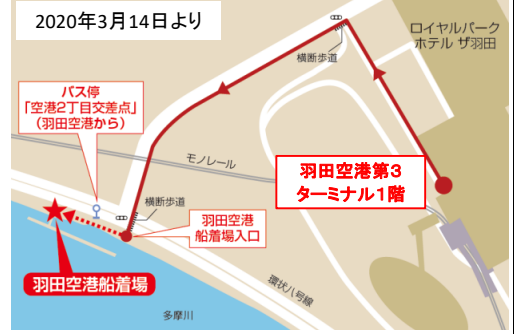 2020年3月14日より
ロイヤルパーク
ホテル ザ羽田
横断歩道
バス停
「空港2丁目交差点」
（羽田空港から）
モノレール
羽田空港第３
ターミナル１階
横断歩道
羽田空港
船着場入口
羽田空港船着場
環状八号線
多摩川